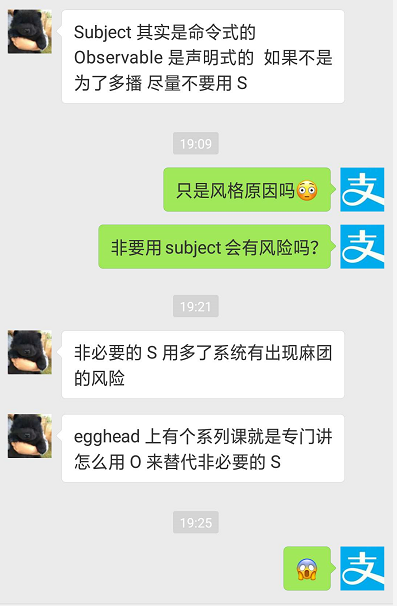 Subject 其实是命令式的
Observable 是声明式的 如果不是
为了多播 尽量不要用 S
19:09
只是风格原因吗😳
支
非要用 subject 会有风险吗?
支
19:21
非必要的 S 用多了系统有出现麻团
的风险
egghead 上有个系列课就是专门讲
怎么用 O 来替代非必要的 S
19:25
😱
支